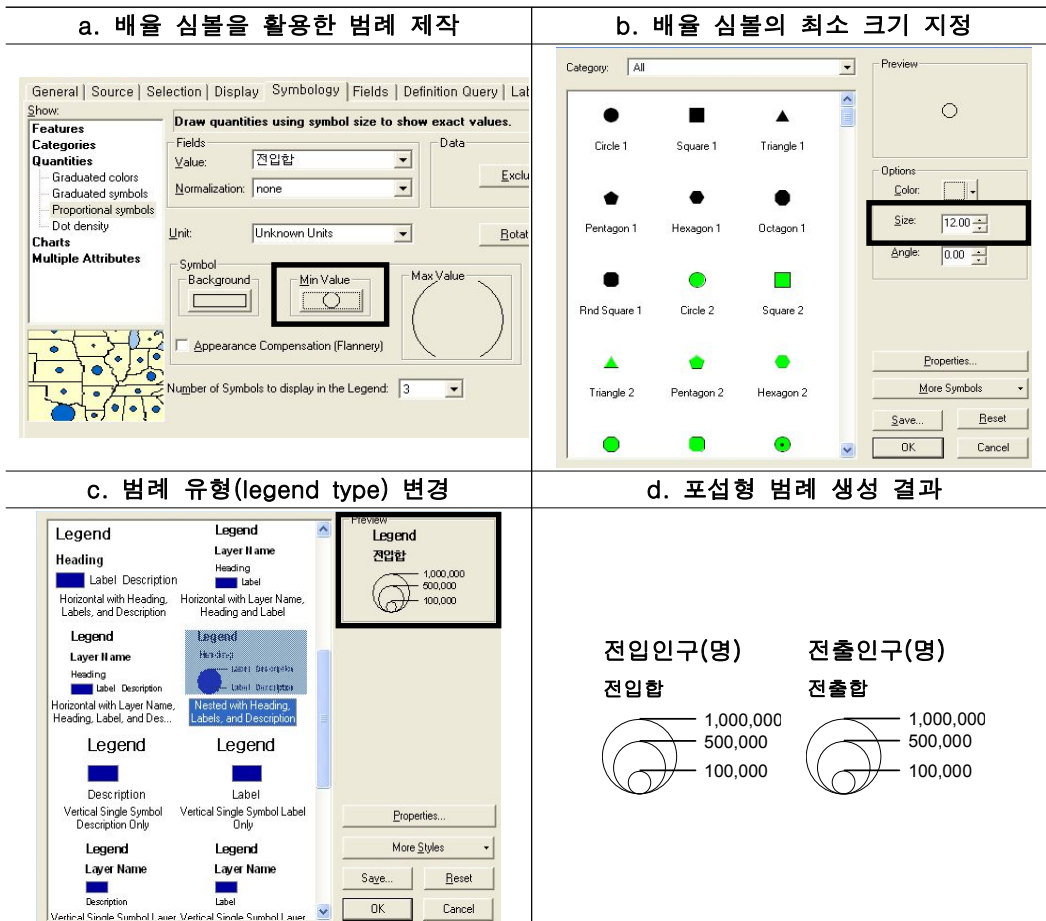 a. 배율 심볼을 활용한 범례 제작
General Source Selection Display Symbology Fields Definition Query Lat
Show:
Features
Categories
Quantities
Graduated colors
Graduated symbols
Proportional symbols
Dot density
Charts
Multiple Attributes
Draw quantities using symbol size to show exact values.
Fields
Value: 전입합
Normalization: none
Data
Exclu
Unit: Unknown Units
Rotat
Symbol
Background
Min Value
Max Value
Appearance Compensation (Flannery)
Number of Symbols to display in the Legend: 3
b. 배율 심볼의 최소 크기 지정
Category: All
Circle 1 Square 1 Triangle 1
Pentagon 1 Hexagon 1 Octagon 1
Rnd Square 1 Circle 2 Square 2
Triangle 2 Pentagon 2 Hexagon 2
Preview
Options
Color:
Size: 12.00
Angle: 0.00
Properties...
More Symbols
Save... Reset
OK Cancel
c. 범례 유형(legend type) 변경
Legend
Heading
Label Description
Horizontal with Heading,
Labels, and Description
Legend
Layer Name
Heading
Label
Horizontal with Layer Name,
Heading and Label
Legend
Layer Name
Heading
Label Description
Horizontal with Layer Name,
Heading, Label, and Des...
Legend
Heading
Label Description
Label Description
Nested with Heading,
Labels, and Description
Legend
Description
Vertical Single Symbol
Description Only
Legend
Label
Vertical Single Symbol Label
Only
Legend
Layer Name
Description
Vertical Single Symbol Layer
Legend
Layer Name
Label
Vertical Single Symbol Layer
Preview
Legend
전입합
1,000,000
500,000
100,000
Properties...
More Styles
Save... Reset
OK Cancel
d. 포섭형 범례 생성 결과
전입인구(명)
전입합
1,000,000
500,000
100,000
전출인구(명)
전출합
1,000,000
500,000
100,000